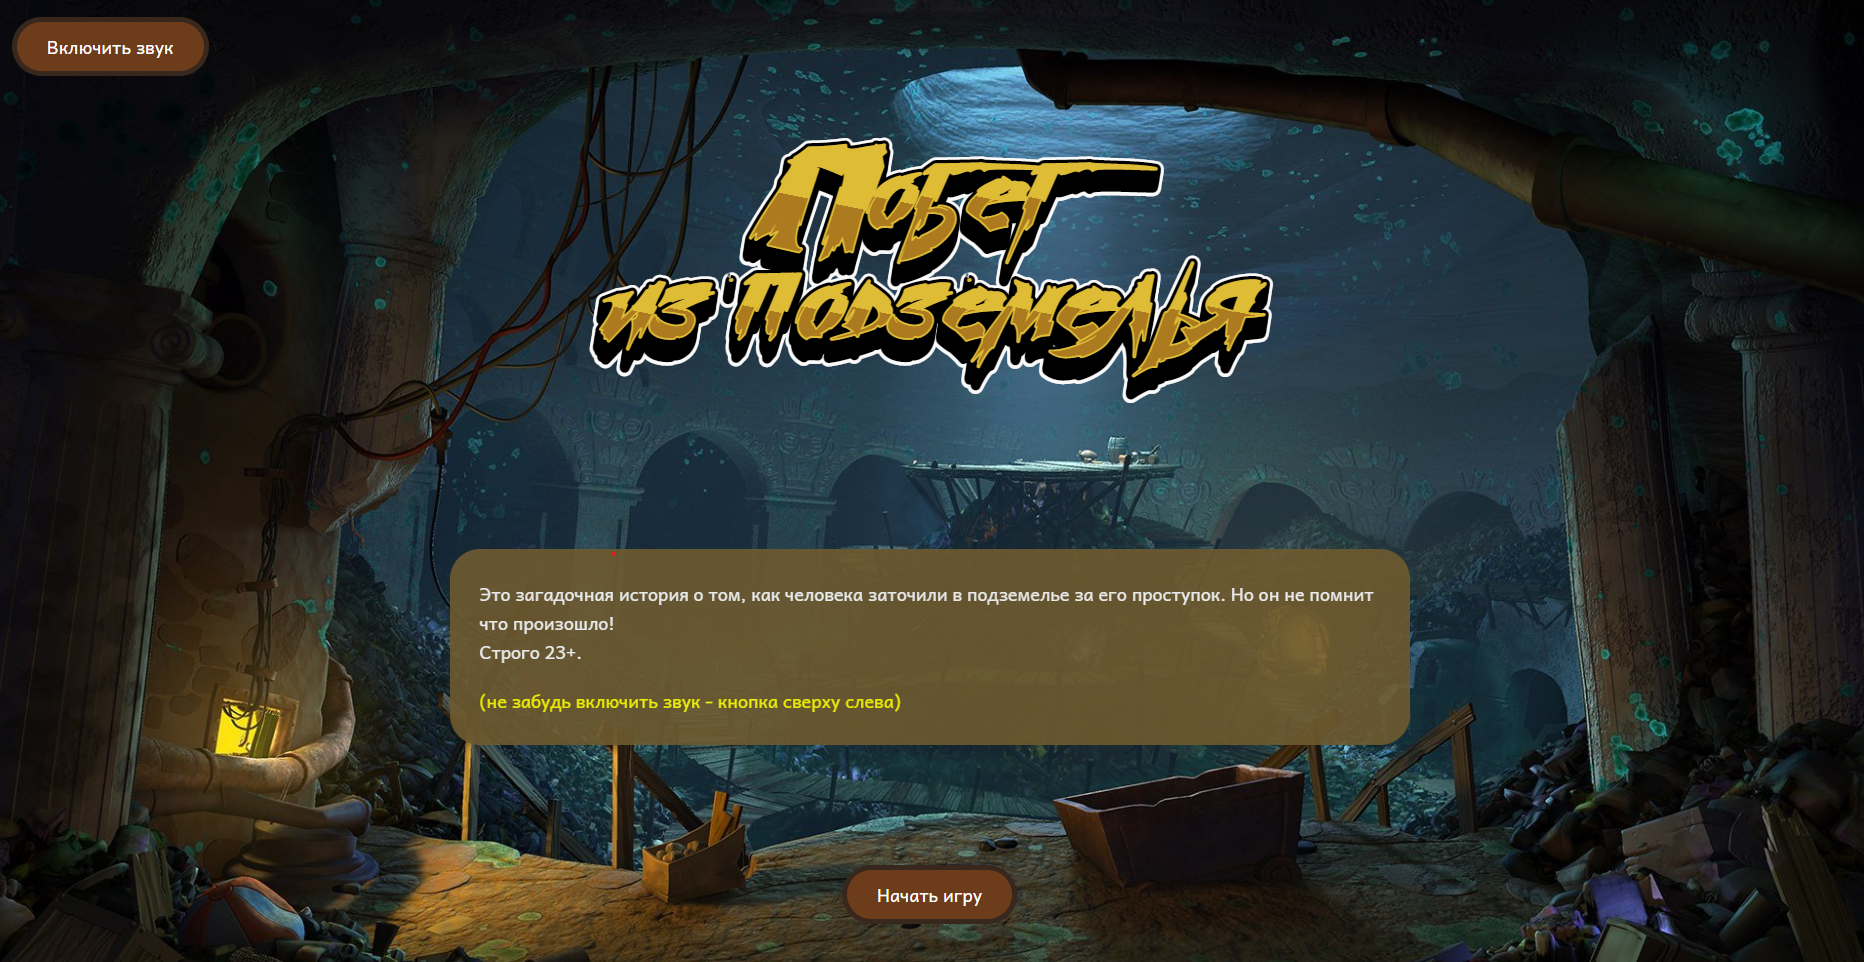 Включить звук
Побег
из Подземелья
Это загадочная история о том, как человека заточили в подземелье за его проступок. Но он не помнит
что произошло!
Строго 23+.
(не забудь включить звук - кнопка сверху слева)
Начать игру